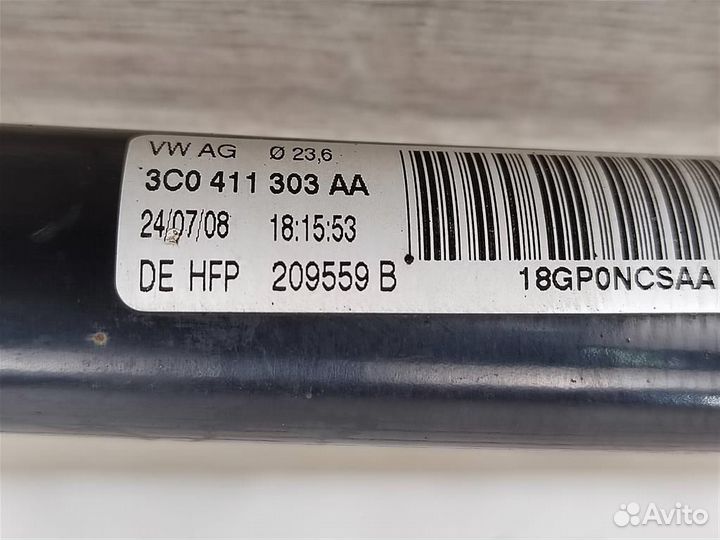 VW AG Ø 23,6
3C0 411 303 AA
24/07/08 18:15:53
DE HFP 209559 B
18GP0NCSAA
Avito